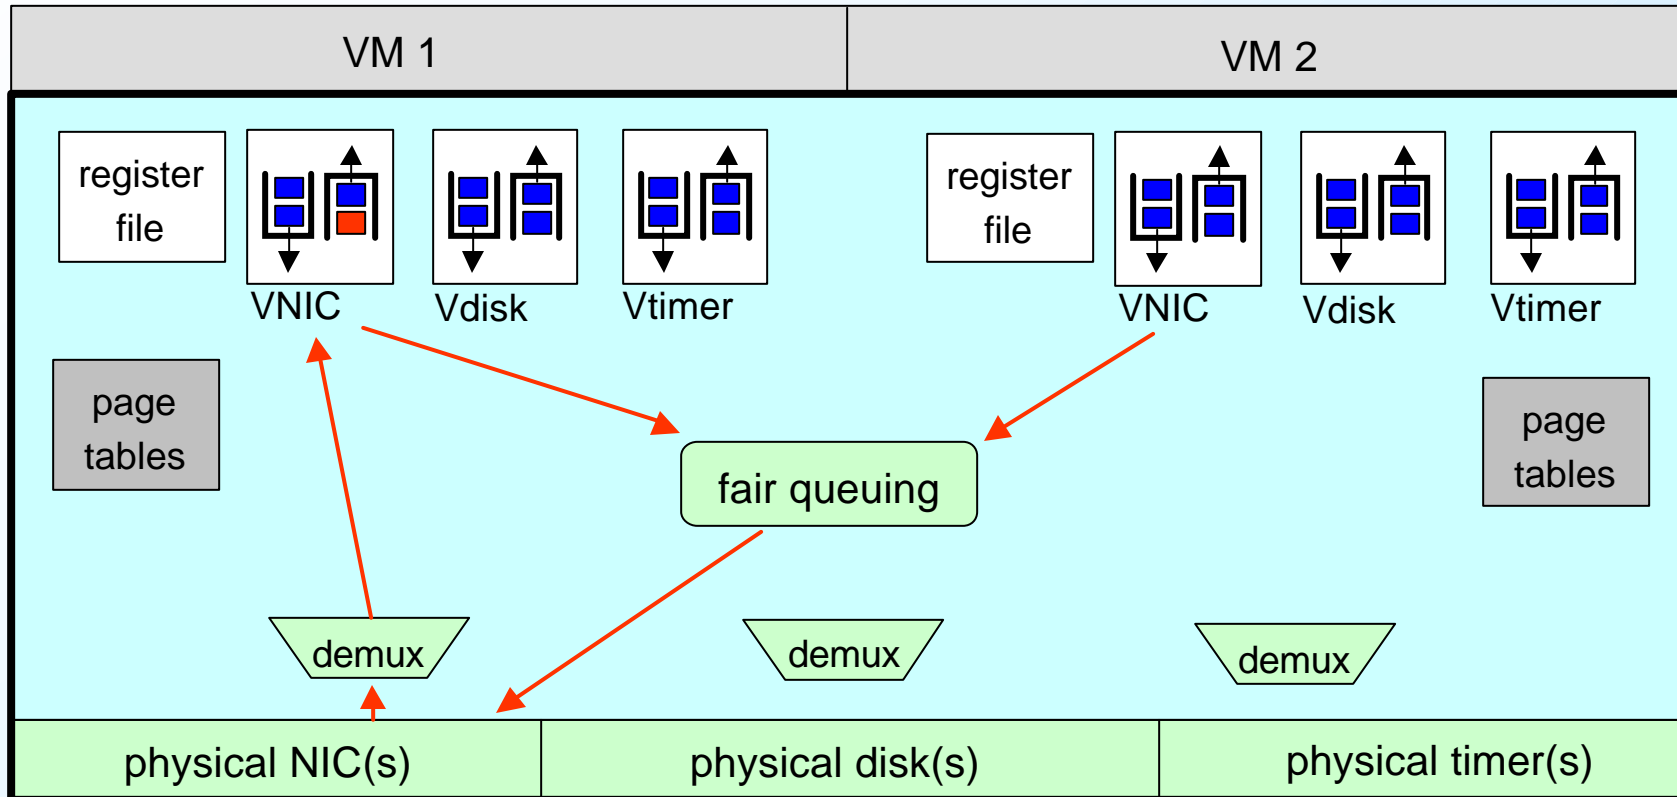 VM 1
VM 2
register
file
VNIC
Vdisk
Vtimer
register
file
VNIC
Vdisk
Vtimer
page
tables
fair queuing
page
tables
demux
demux
demux
physical NIC(s)
physical disk(s)
physical timer(s)